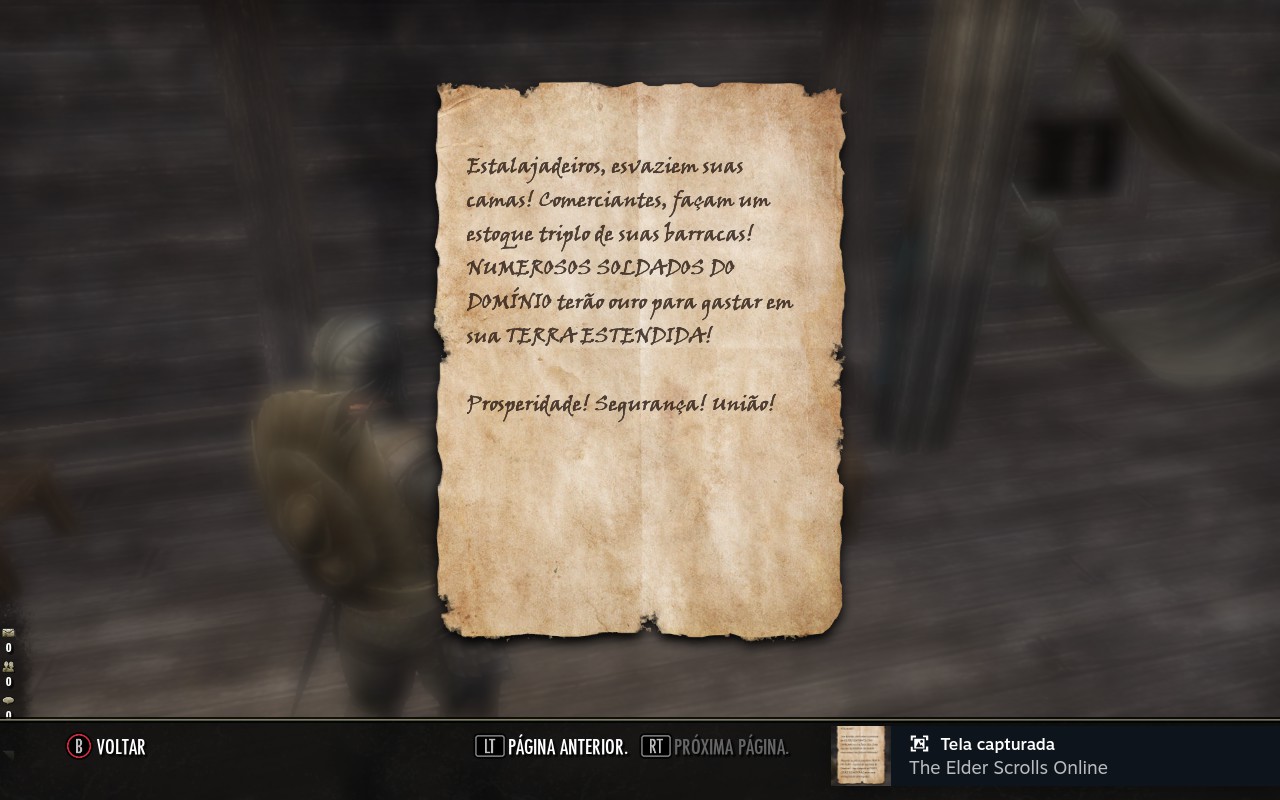 Estalajadeiros, esvaziem suas
camas! Comerciantes, façam um
estoque triplo de suas barracas!
NUMEROSOS SOLDADOS DO
DOMÍNIO terão ouro para gastar em
sua TERRA ESTENDIDA!
Prosperidade! Segurança! União!
0
0
0
B VOLTAR
LT PÁGINA ANTERIOR. RT PRÓXIMA PÁGINA.
Tela capturada
The Elder Scrolls Online